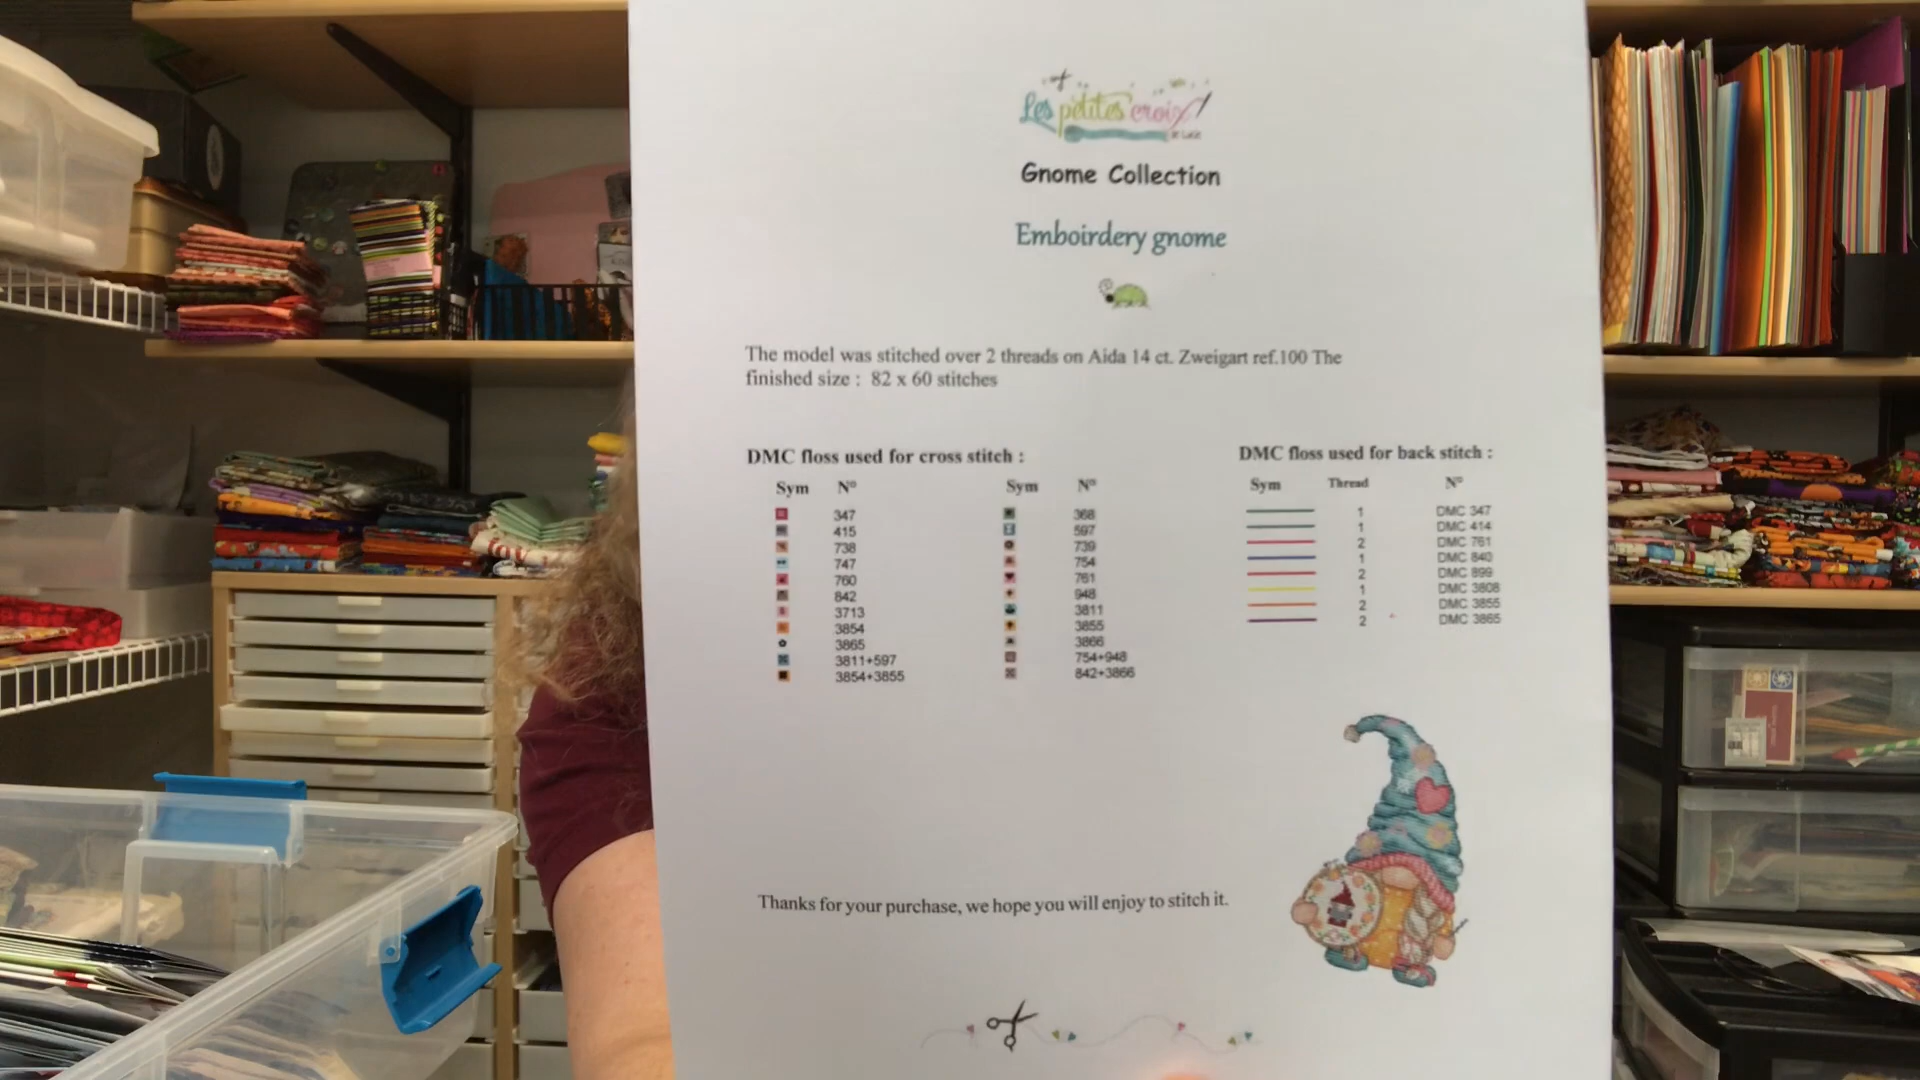 Les petites croix
Gnome Collection
Emboirdery gnome
The model was stitched over 2 threads on Aida 14 ct. Zweigart ref.100 The
finished size : 82 x 60 stitches
DMC floss used for cross stitch :
Sym N° Sym N°
347 368
415 597
738 739
747 754
760 761
842 948
3713 3811
3854 3855
3865 3866
3811+597 754+948
3854+3855 842+3866
DMC floss used for back stitch :
Sym Thread N°
1 DMC 347
1 DMC 414
2 DMC 761
1 DMC 840
2 DMC 899
1 DMC 3808
2 DMC 3855
2 DMC 3865
Thanks for your purchase, we hope you will enjoy to stitch it.